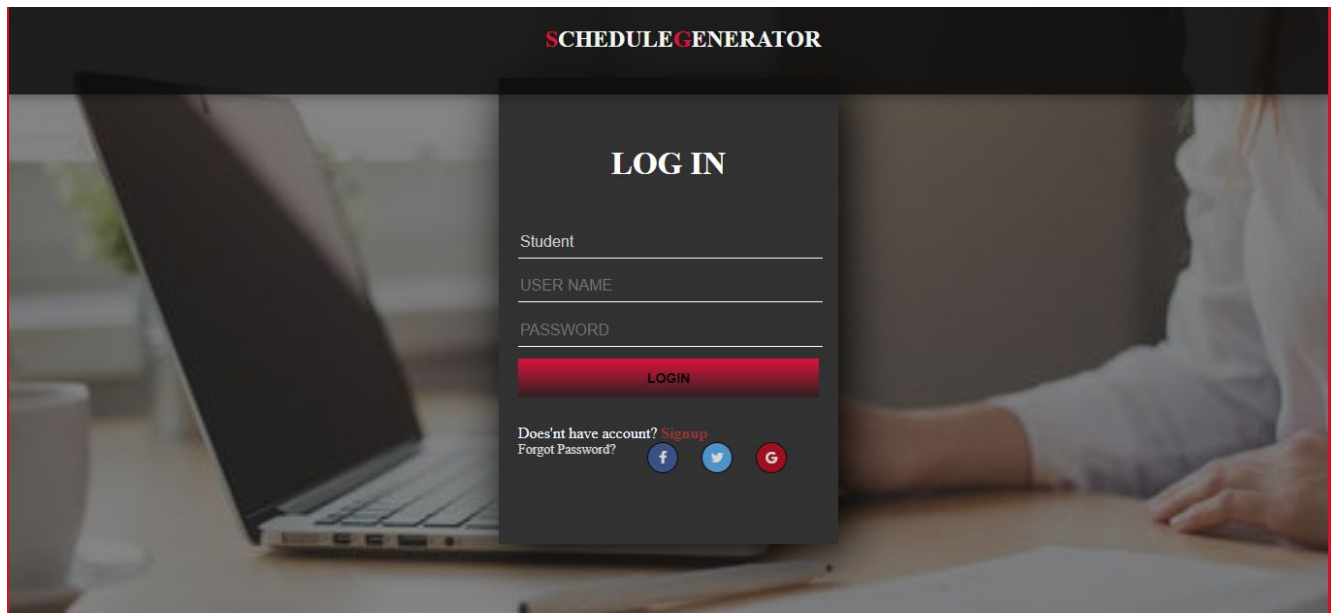 SCHEDULEGENERATOR
LOG IN
Student
USER NAME
PASSWORD
LOGIN
Does'nt have account? Signup
Forgot Password?
f
G